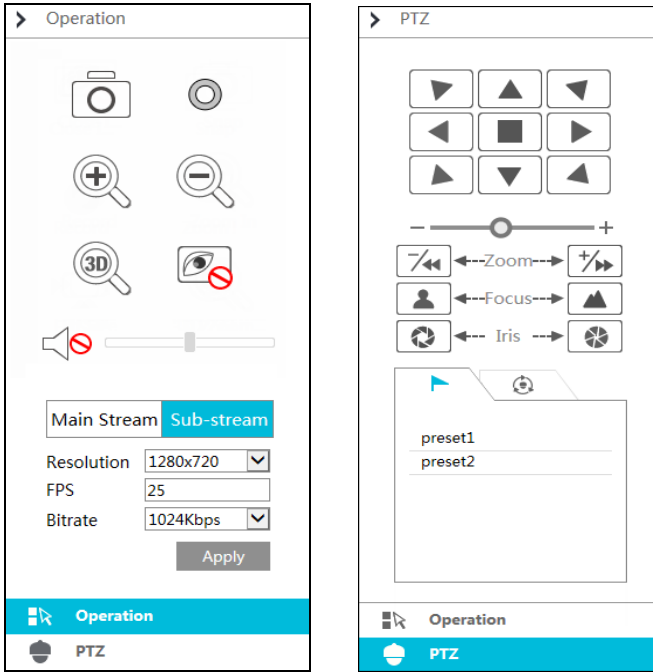 Operation
3D
Main Stream Sub-stream
Resolution 1280x720
FPS 25
Bitrate 1024Kbps
Apply
Operation
PTZ
PTZ
Zoom
Focus
Iris
preset1
preset2
Operation
PTZ